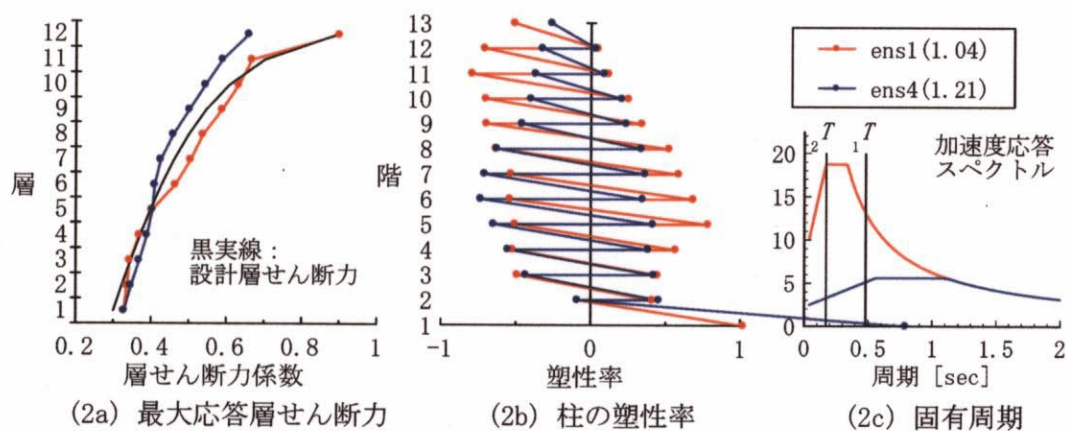 12
11
10
9
8
7
6
5
4
3
2
1
層
黒実線：
設計層せん断力
0.2 0.4 0.6 0.8 1
層せん断力係数
(2a) 最大応答層せん断力
13
12
11
10
9
8
7
6
5
4
3
2
1
階
-1 0 1
塑性率
(2b) 柱の塑性率
ens1(1.04)
ens4(1.21)
加速度応答
スペクトル
2T 1T
20
15
10
5
0
0 0.5 1 1.5 2
周期 [sec]
(2c) 固有周期